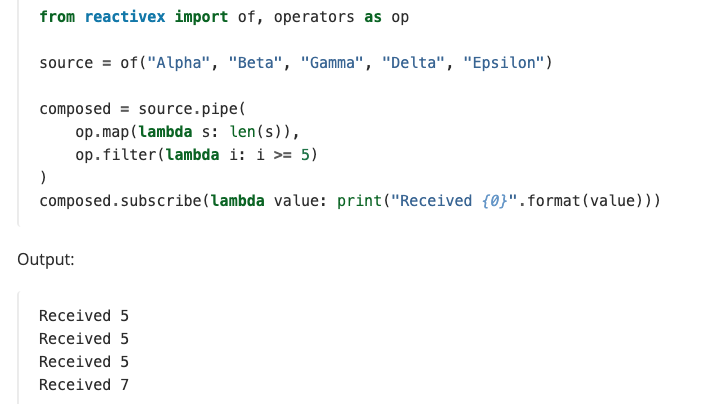 from reactivex import of, operators as op
source = of("Alpha", "Beta", "Gamma", "Delta", "Epsilon")
composed = source.pipe(
    op.map(lambda s: len(s)),
    op.filter(lambda i: i >= 5)
)
composed.subscribe(lambda value: print("Received {0}".format(value)))
Output:
Received 5
Received 5
Received 5
Received 7